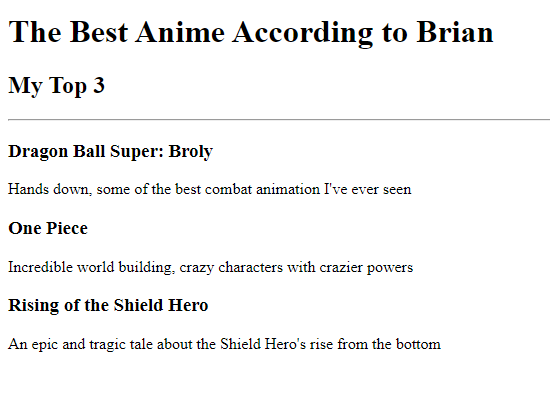 The Best Anime According to Brian
My Top 3
Dragon Ball Super: Broly
Hands down, some of the best combat animation I've ever seen
One Piece
Incredible world building, crazy characters with crazier powers
Rising of the Shield Hero
An epic and tragic tale about the Shield Hero's rise from the bottom